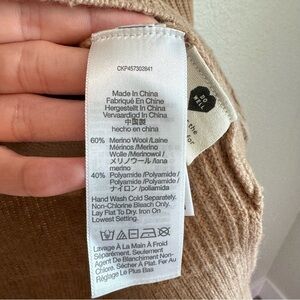 CKP457302841
Made In China
Fabriqué En Chine
Hergestellt In China
Vervaardigd In China
中国製
hecho en china
60% Merino Wool /Laine
Mérinos /Merino
Wolle /Merinowol /
メリノウール /lana
merino
40% Polyamide /Polyamide
Polyamide /Polyamide /
ナイロン /poliamida
Hand Wash Cold Separately.
Non-Chlorine Bleach Only.
Lay Flat To Dry. Iron On
Lowest Setting.
Lavage À La Main À Froid
Séparément. Seulement
Agent De Blanchiment Non-
Chloré. Sécher À Plat. Fer Au
Réglage Le Plus Bas.
DO
WELL
the
for